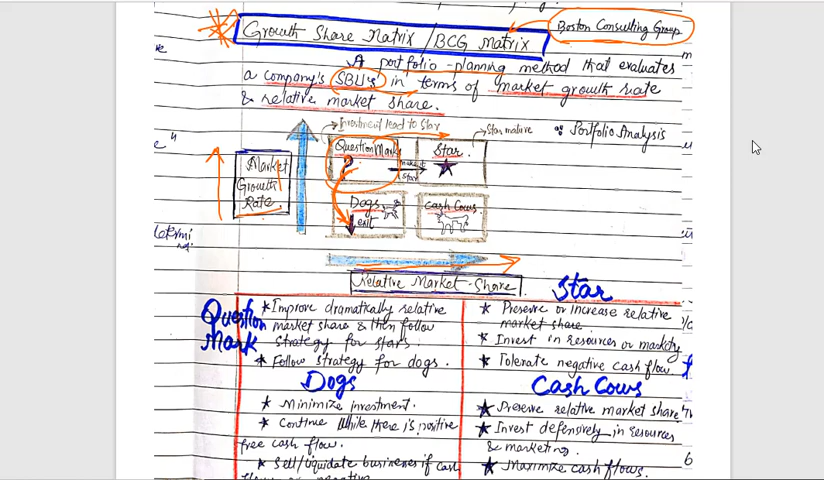 Growth Share Matrix / BCG Matrix
Boston Consulting Group
A portfolio-planning method that evaluates
a company's SBU's in terms of market growth rate
& relative market share.
Investment lead to star
Star mature
Portfolio Analysis
Question Mark
?
Star
market
star
Market
Growth
Rate
Dogs
exit
Cash Cows
Relative Market-Share
Star
Question
Mark
* Improve dramatically relative
market share & then follow
strategy for stars.
* Follow strategy for dogs.
* Preserve or increase relative
market share.
* Invest in resources or markety
* Tolerate negative cash flow
Dogs
* Minimize investment.
* Continue while there is positive
free cash flow.
* Sell/liquidate businesses if cash
Cash Cows
* Preserve relative market share
* Invest defensively in resources
& marketing.
* Maximize cash flows.